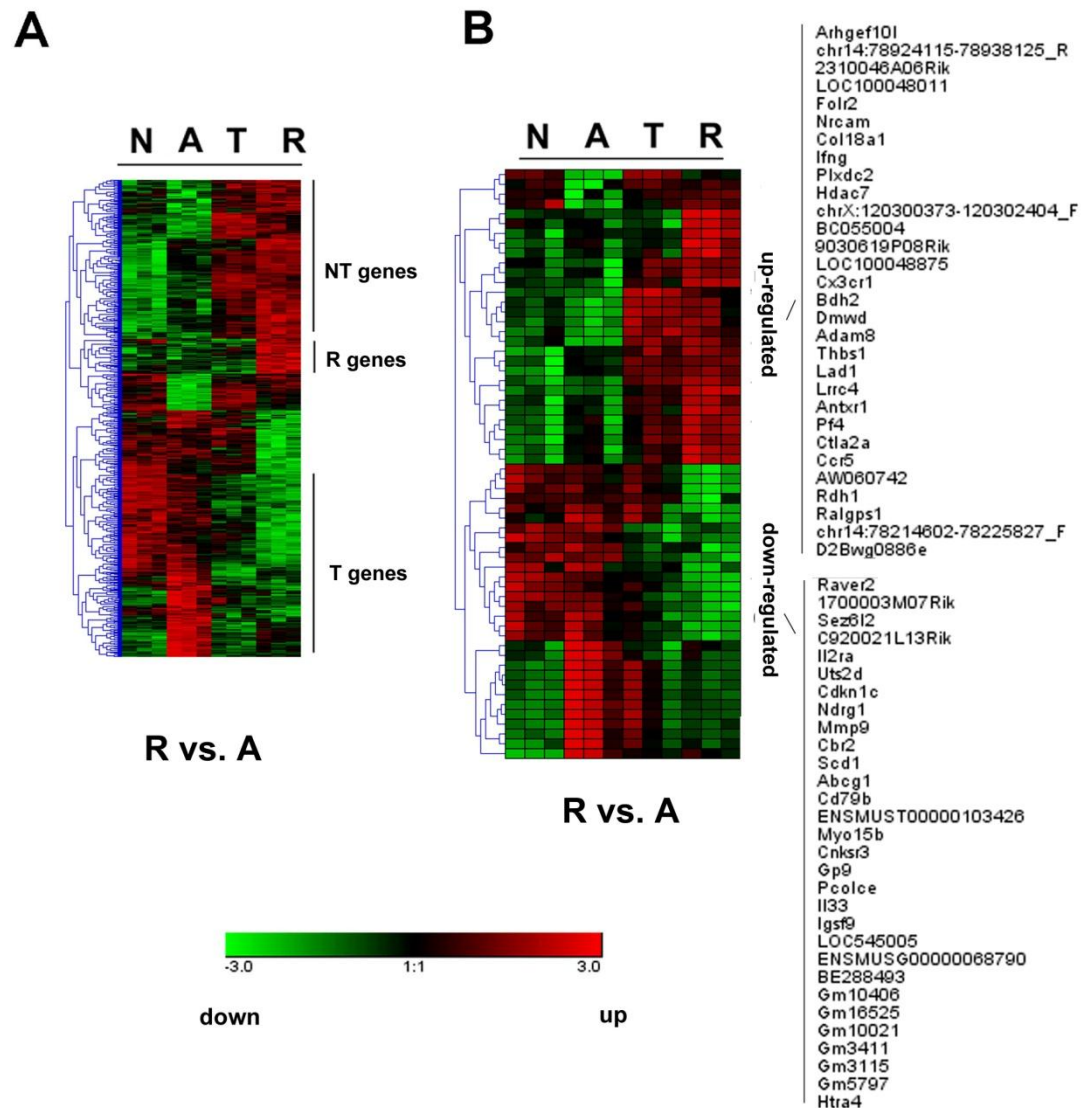 A
N A T R
NT genes
R genes
T genes
R vs. A
B
N A T R
up-regulated
down-regulated
R vs. A
Arhgef10l
chr14:78924115-78938125_R
2310046A06Rik
LOC100048011
Folr2
Nrcam
Col18a1
Ifng
Plxdc2
Hdac7
chrX:120300373-120302404_F
BC055004
9030619P08Rik
LOC100048875
Cx3cr1
Bdh2
Dmwd
Adam8
Thbs1
Lad1
Lrrc4
Antxr1
Pf4
Ctla2a
Ccr5
AW060742
Rdh1
Ralgps1
chr14:78214602-78225827_F
D2Bwg0886e
Raver2
1700003M07Rik
Sez6l2
C920021L13Rik
Il2ra
Uts2d
Cdkn1c
Ndrg1
Mmp9
Cbr2
Scd1
Abcg1
Cd79b
ENSMUST00000103426
Myo15b
Cnksr3
Gp9
Pcolce
Il33
Igsf9
LOC545005
ENSMUSG00000068790
BE288493
Gm10406
Gm16525
Gm10021
Gm3411
Gm3115
Gm5797
Htra4
-3.0 1:1 3.0
down up